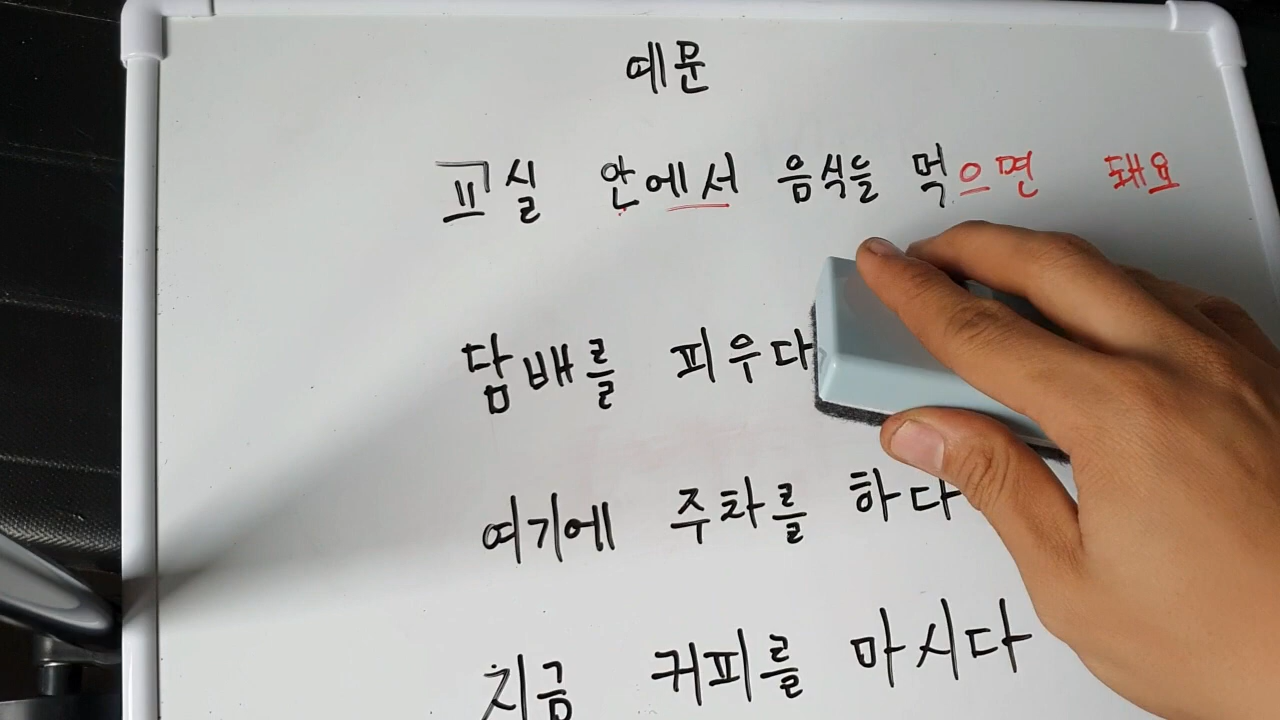 예문
교실 안에서 음식을 먹으면 돼요
담배를 피우다
여기에 주차를 하다
지금 커피를 마시다